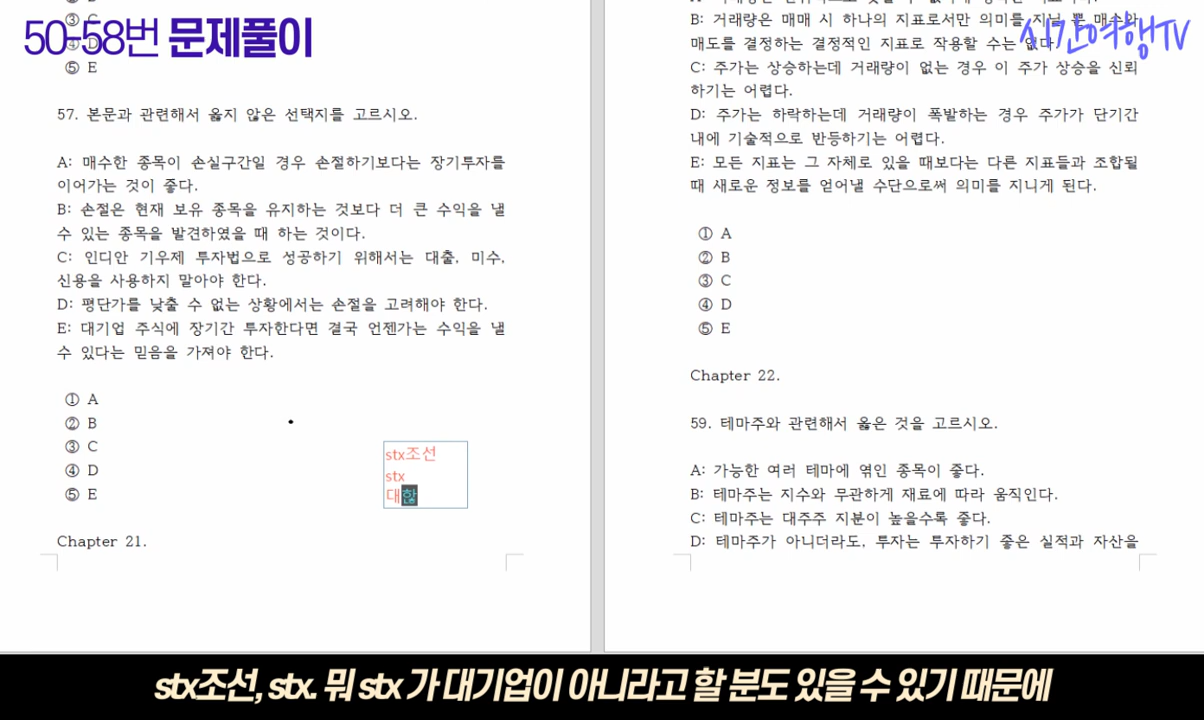 50-58번 문제풀이
시간여행TV
③ C
④ D
⑤ E
57. 본문과 관련해서 옳지 않은 선택지를 고르시오.
A: 매수한 종목이 손실구간일 경우 손절하기보다는 장기투자를
이어가는 것이 좋다.
B: 손절은 현재 보유 종목을 유지하는 것보다 더 큰 수익을 낼
수 있는 종목을 발견하였을 때 하는 것이다.
C: 인디안 기우제 투자법으로 성공하기 위해서는 대출, 미수,
신용을 사용하지 말아야 한다.
D: 평단가를 낮출 수 없는 상황에서는 손절을 고려해야 한다.
E: 대기업 주식에 장기간 투자한다면 결국 언젠가는 수익을 낼
수 있다는 믿음을 가져야 한다.
① A
② B
③ C
④ D
⑤ E
stx조선
stx
대핞
Chapter 21.
B: 거래량은 매매 시 하나의 지표로서만 의미를 지닐 뿐 매수와
매도를 결정하는 결정적인 지표로 작용할 수는 없다.
C: 주가는 상승하는데 거래량이 없는 경우 이 주가 상승을 신뢰
하기는 어렵다.
D: 주가는 하락하는데 거래량이 폭발하는 경우 주가가 단기간
내에 기술적으로 반등하기는 어렵다.
E: 모든 지표는 그 자체로 있을 때보다는 다른 지표들과 조합될
때 새로운 정보를 얻어낼 수단으로써 의미를 지니게 된다.
① A
② B
③ C
④ D
⑤ E
Chapter 22.
59. 테마주와 관련해서 옳은 것을 고르시오.
A: 가능한 여러 테마에 엮인 종목이 좋다.
B: 테마주는 지수와 무관하게 재료에 따라 움직인다.
C: 테마주는 대주주 지분이 높을수록 좋다.
D: 테마주가 아니더라도, 투자는 투자하기 좋은 실적과 자산을
stx조선, stx. 뭐 stx 가 대기업이 아니라고 할 분도 있을 수 있기 때문에